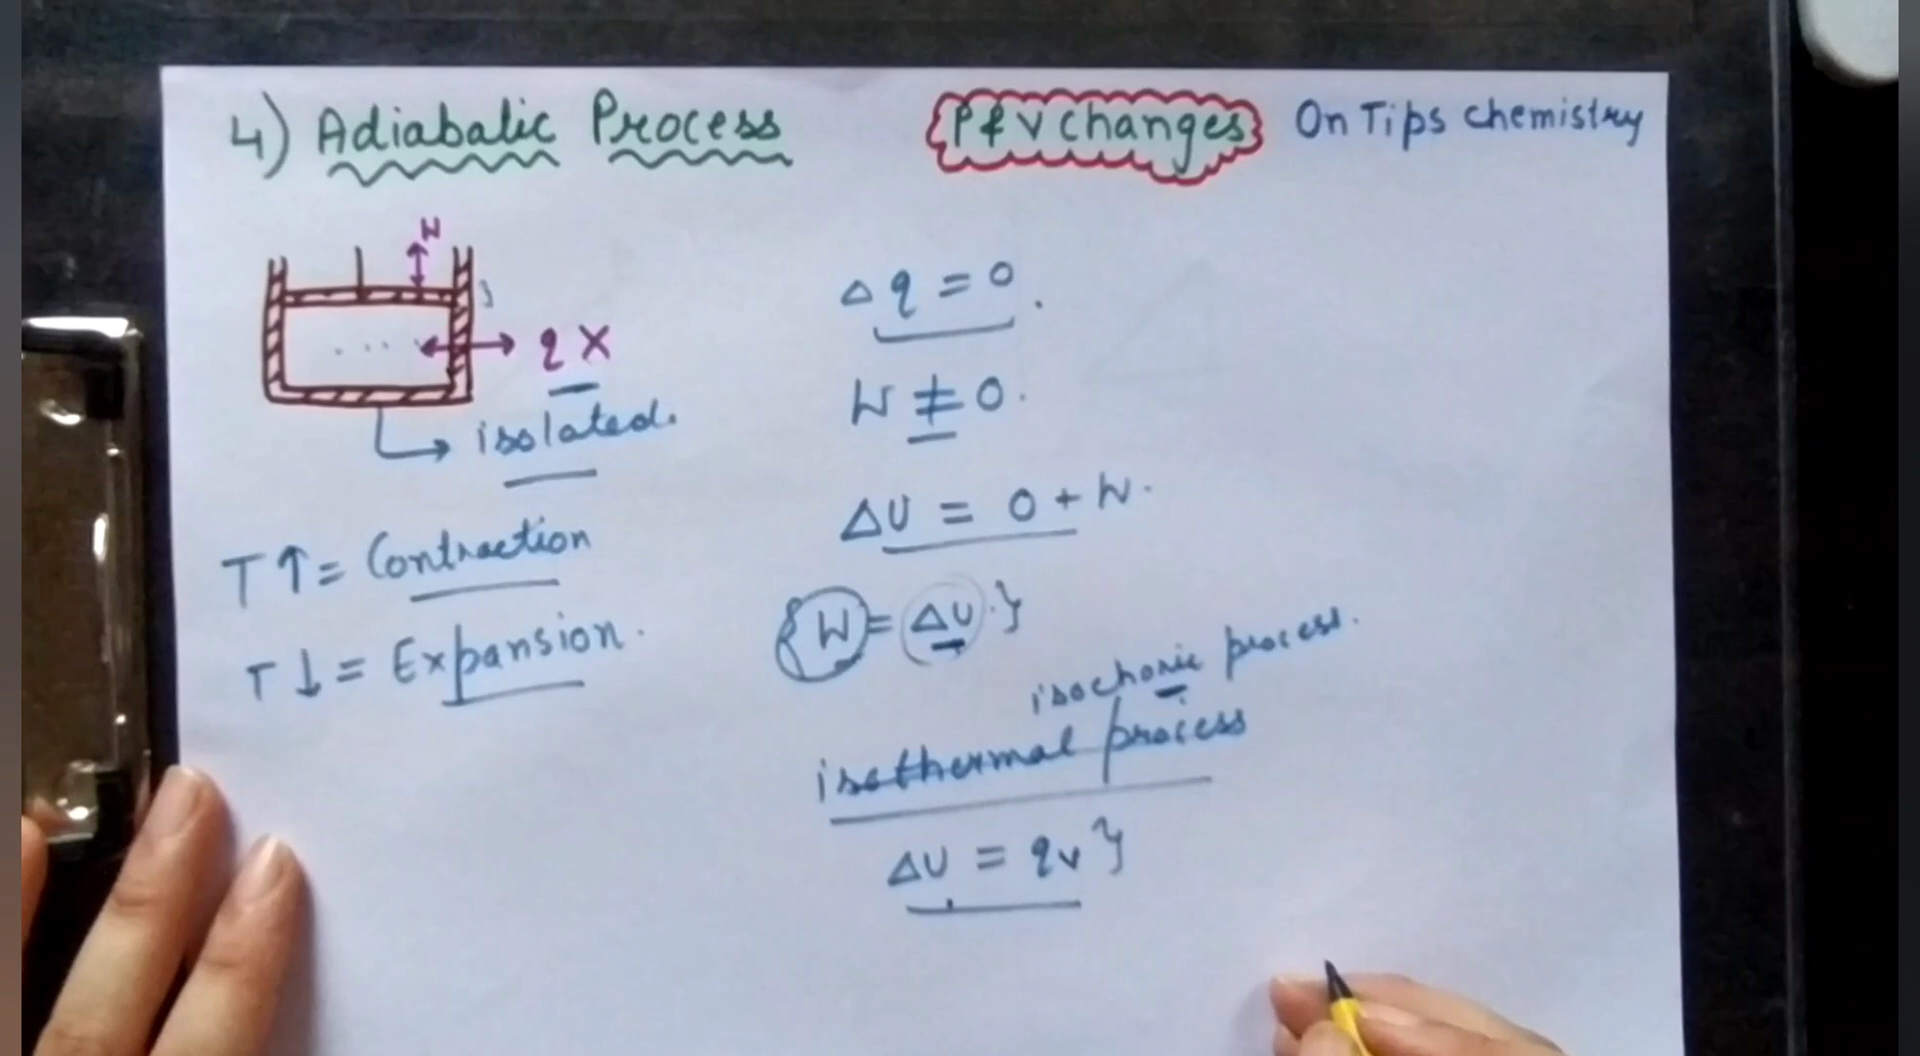 4) Adiabatic Process
P & V changes
On Tips chemistry
W
q X
isolated.
T ↑ = Contraction
T ↓ = Expansion.
Δq = 0.
W ≠ 0.
ΔU = 0 + W.
{W = ΔU.}
isochoric process.
isothermal process
ΔU = qv}